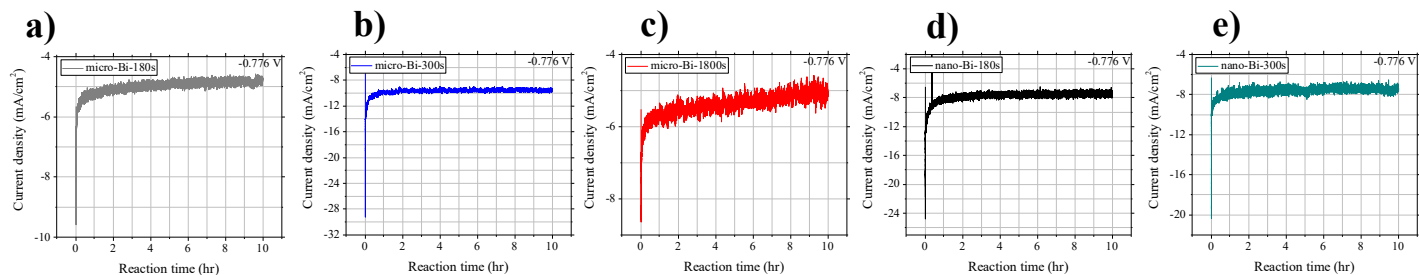 a)
micro-Bi-180s
-0.776 V
-4
-6
-8
-10
Current density (mA/cm²)
0 2 4 6 8 10
Reaction time (hr)
b)
micro-Bi-300s
-0.776 V
-4
-8
-12
-16
-20
-24
-28
-32
Current density (mA/cm²)
0 2 4 6 8 10
Reaction time (hr)
c)
micro-Bi-1800s
-0.776 V
-6
-8
Current density (mA/cm²)
0 2 4 6 8 10
Reaction time (hr)
d)
nano-Bi-180s
-0.776 V
-4
-8
-12
-16
-20
-24
Current density (mA/cm²)
0 2 4 6 8 10
Reaction time (hr)
e)
nano-Bi-300s
-0.776 V
-4
-8
-12
-16
-20
Current density (mA/cm²)
0 2 4 6 8 10
Reaction time (hr)